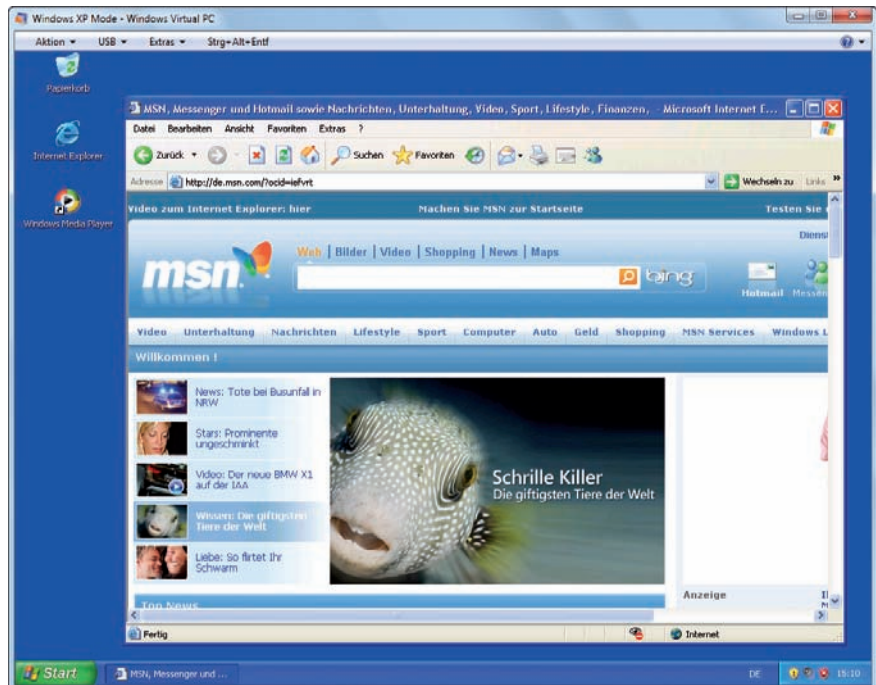 Windows XP Mode - Windows Virtual PC
Aktion USB Extras Strg+Alt+Entf
Papierkorb
Internet Explorer
Windows Media Player
MSN, Messenger und Hotmail sowie Nachrichten, Unterhaltung, Video, Sport, Lifestyle, Finanzen, - Microsoft Internet E...
Datei Bearbeiten Ansicht Favoriten Extras ?
Zurück Suchen Favoriten
Adresse http://de.msn.com/?ocid=iefvrt Wechseln zu Links »
Video zum Internet Explorer: hier Machen Sie MSN zur Startseite Testen Sie
Dienst
Web | Bilder | Video | Shopping | News | Maps
msn bing
Hotmail Messen
Video Unterhaltung Nachrichten Lifestyle Sport Computer Auto Geld Shopping MSN Services Windows L
Willkommen !
News: Tote bei Busunfall in
NRW
Stars: Prominente
ungeschminkt
Video: Der neue BMW X1
auf der IAA
Wissen: Die giftigsten
Tiere der Welt
Liebe: So flirtet Ihr
Schwarm
Schrille Killer
Die giftigsten Tiere der Welt
Anzeige
Top News
Fertig Internet
Start MSN, Messenger und ... DE 15:10